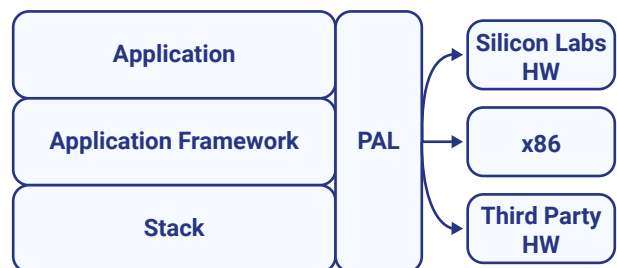 Application
Application Framework
Stack
PAL
Silicon Labs
HW
x86
Third Party
HW